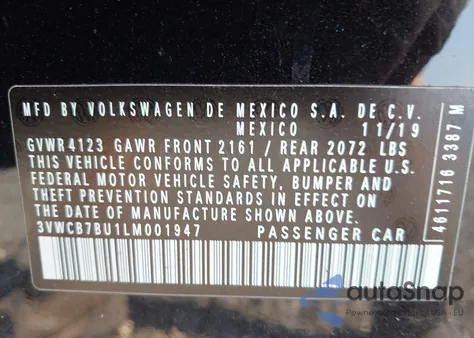 MFD BY VOLKSWAGEN DE MEXICO S.A. DE C.V.
MEXICO 11/19
GVWR4123 GAWR FRONT 2161 / REAR 2072 LBS
THIS VEHICLE CONFORMS TO ALL APPLICABLE U.S.
FEDERAL MOTOR VEHICLE SAFETY, BUMPER AND
THEFT PREVENTION STANDARDS IN EFFECT ON THE
DATE OF MANUFACTURE SHOWN ABOVE.
3VWCB7BU1LM001947 PASSENGER CAR
4611716 3387 M
autoSnap